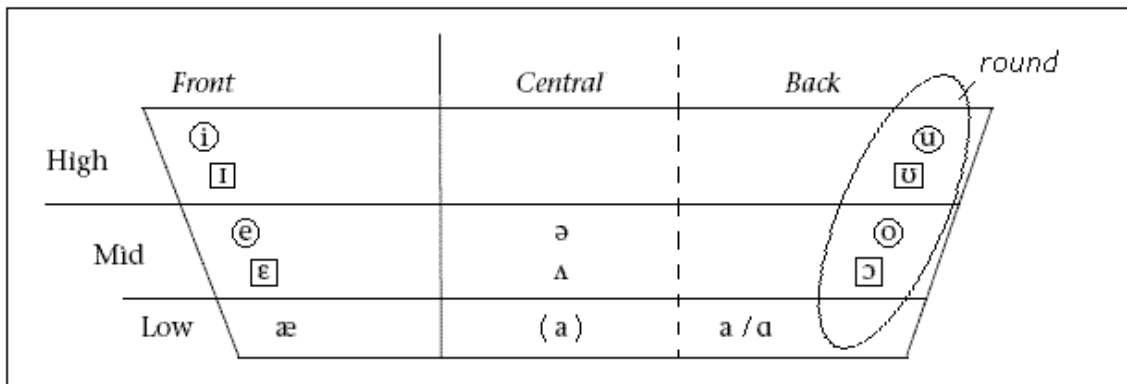 round
Front Central Back
i u
High
ɪ ʊ
e ə o
Mid
ɛ ʌ ɔ
Low æ (a) a/ɑ